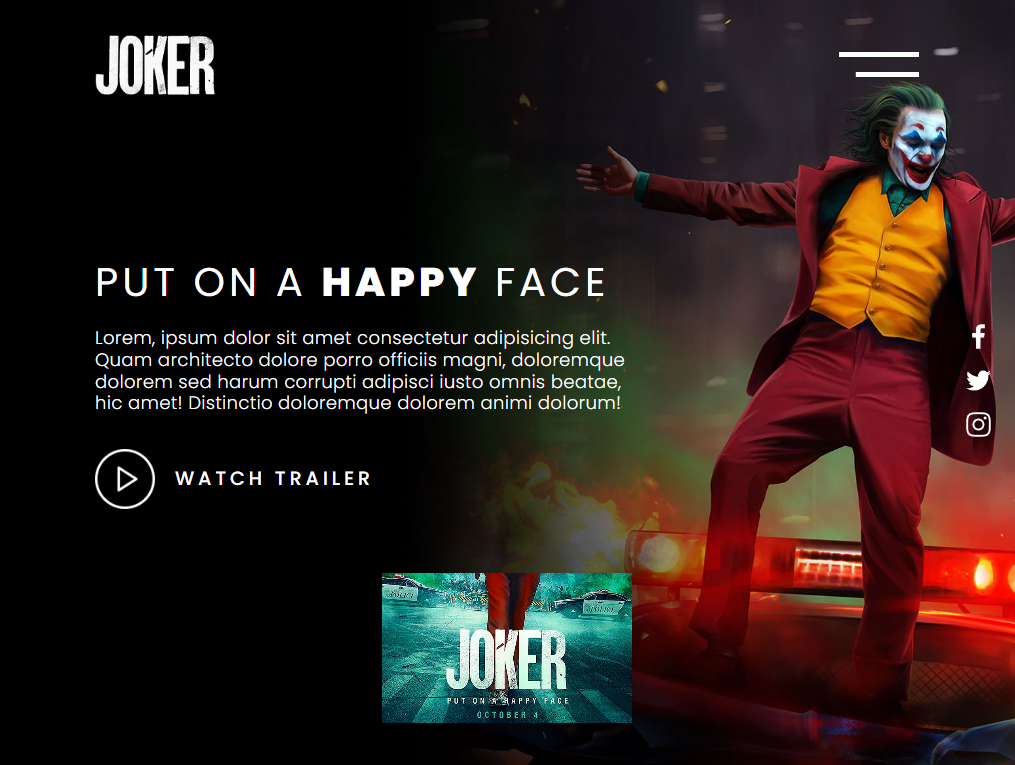 JOKER
PUT ON A HAPPY FACE
Lorem, ipsum dolor sit amet consectetur adipisicing elit.
Quam architecto dolore porro officiis magni, doloremque
dolorem sed harum corrupti adipisci iusto omnis beatae,
hic amet! Distinctio doloremque dolorem animi dolorum!
WATCH TRAILER
POLICE
POLICE
JOKER
PUT ON A HAPPY FACE
OCTOBER 4